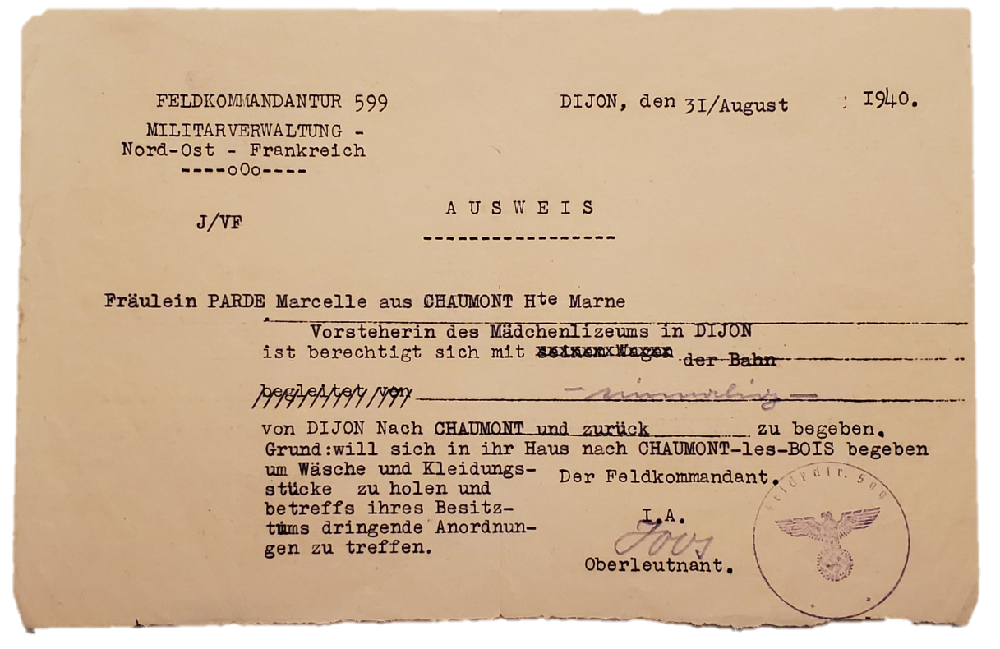 FELDKOMMANDANTUR 599
DIJON, den 31/August 1940.
MILITARVERWALTUNG -
Nord-Ost - Frankreich
----oOo----
A U S W E I S
J/VF
Fräulein PARDE Marcelle aus CHAUMONT Hte Marne
Vorsteherin des Mädchenlizeums in DIJON
ist berechtigt sich mit seinem Wagen der Bahn
begleitet von - einmalig -
von DIJON Nach CHAUMONT und zurück zu begeben.
Grund:will sich in ihr Haus nach CHAUMONT-les-BOIS begeben
um Wäsche und Kleidungs-
stücke zu holen und
betreffs ihres Besitz-
tums dringende Anordnun-
gen zu treffen.
Der Feldkommandant.
I.A.
Joos
Oberleutnant.
Feldkdtr. 599